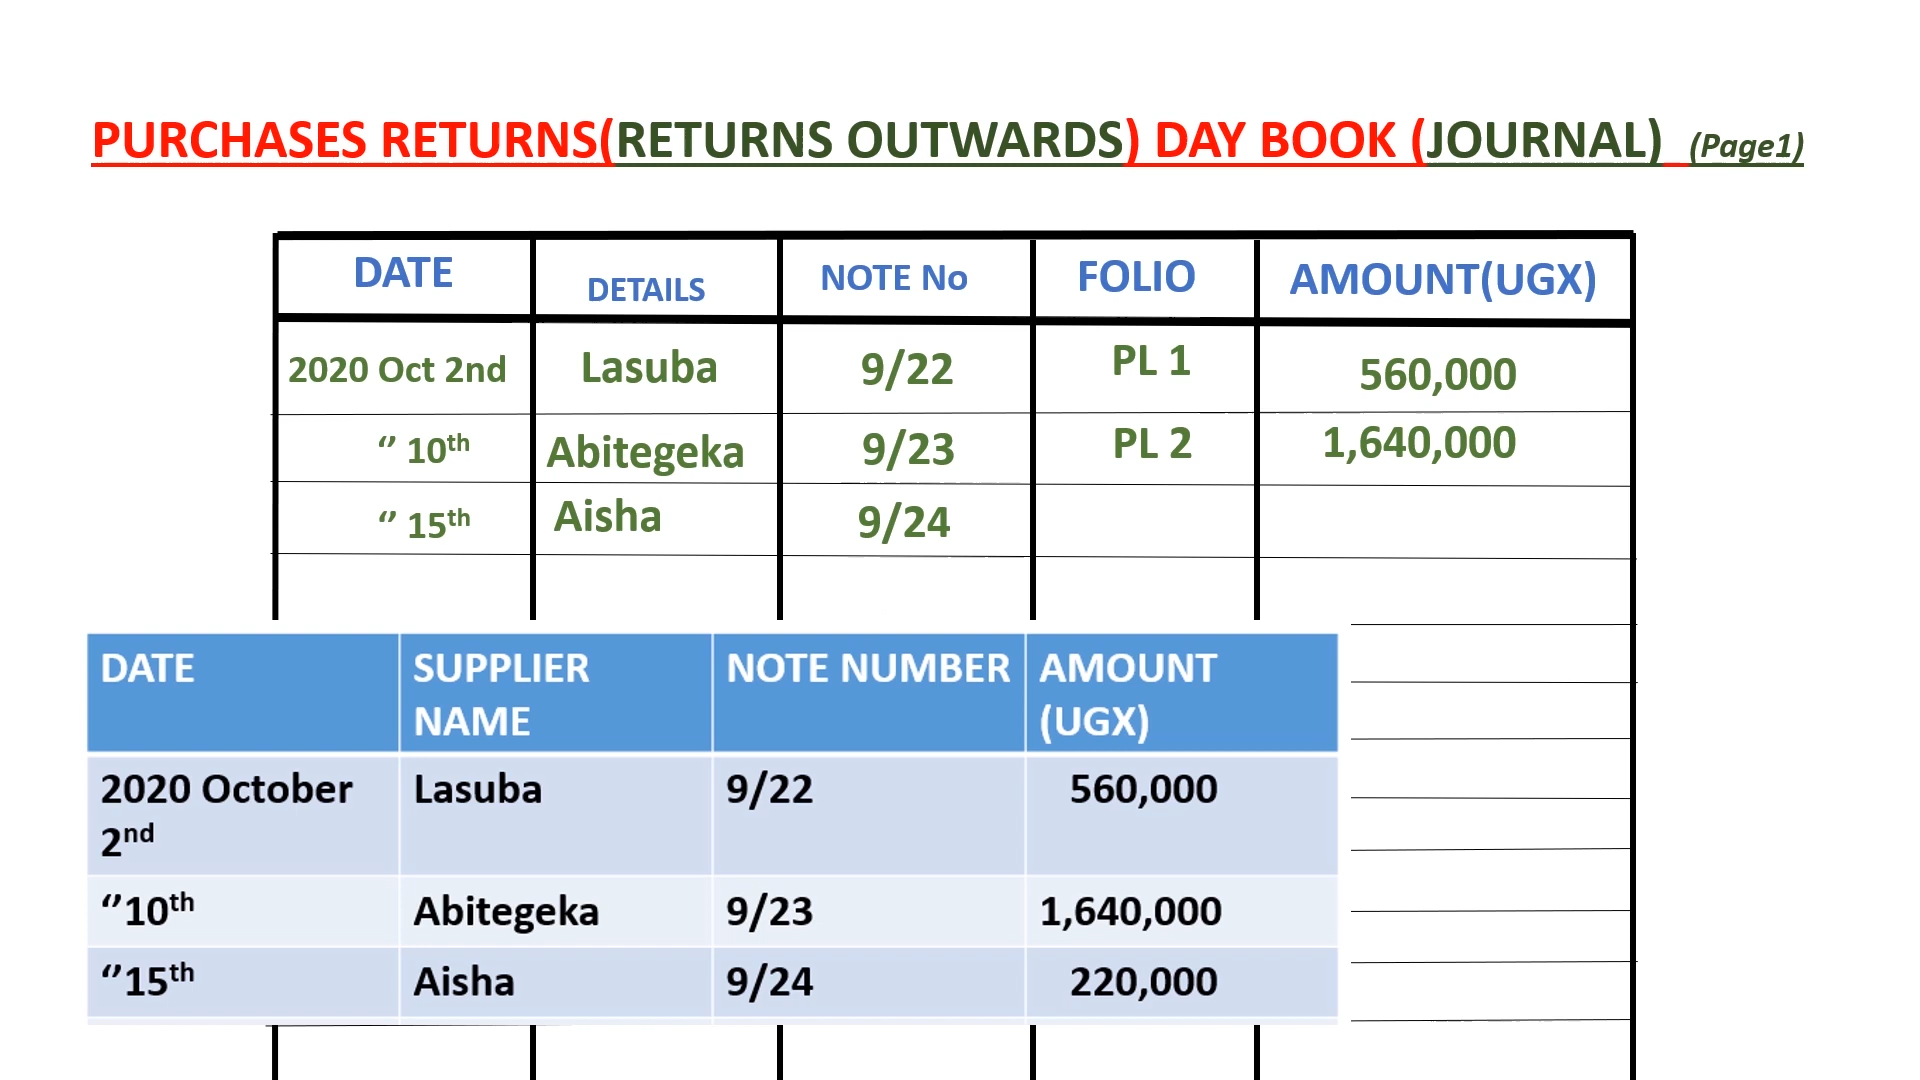 PURCHASES RETURNS(RETURNS OUTWARDS) DAY BOOK (JOURNAL) (Page1)
DATE DETAILS NOTE No FOLIO AMOUNT(UGX)
2020 Oct 2nd Lasuba 9/22 PL 1 560,000
‘’ 10th Abitegeka 9/23 PL 2 1,640,000
‘’ 15th Aisha 9/24
DATE SUPPLIER NOTE NUMBER AMOUNT
NAME (UGX)
2020 October Lasuba 9/22 560,000
2nd
‘’10th Abitegeka 9/23 1,640,000
‘’15th Aisha 9/24 220,000